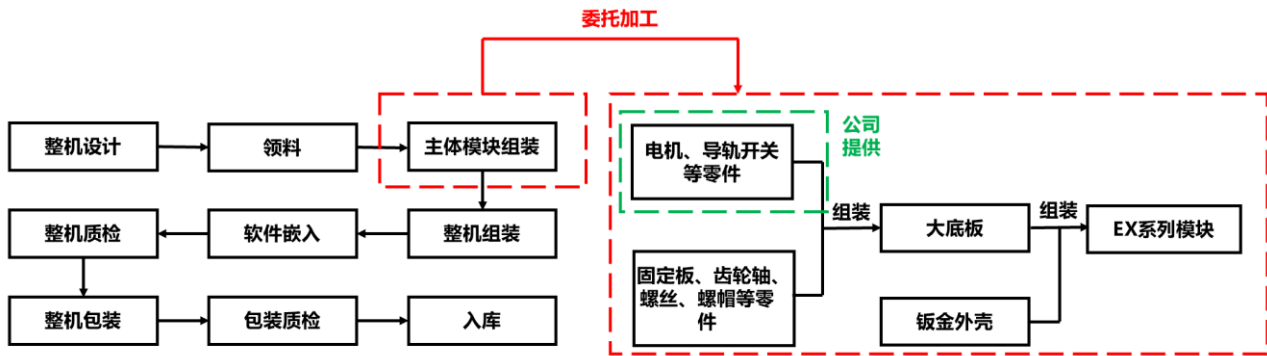 委托加工
整机设计
领料
主体模块组装
整机质检
软件嵌入
整机组装
整机包装
包装质检
入库
公司
提供
电机、导轨开关
等零件
固定板、齿轮轴、
螺丝、螺帽等零
件
组装
大底板
组装
EX系列模块
钣金外壳